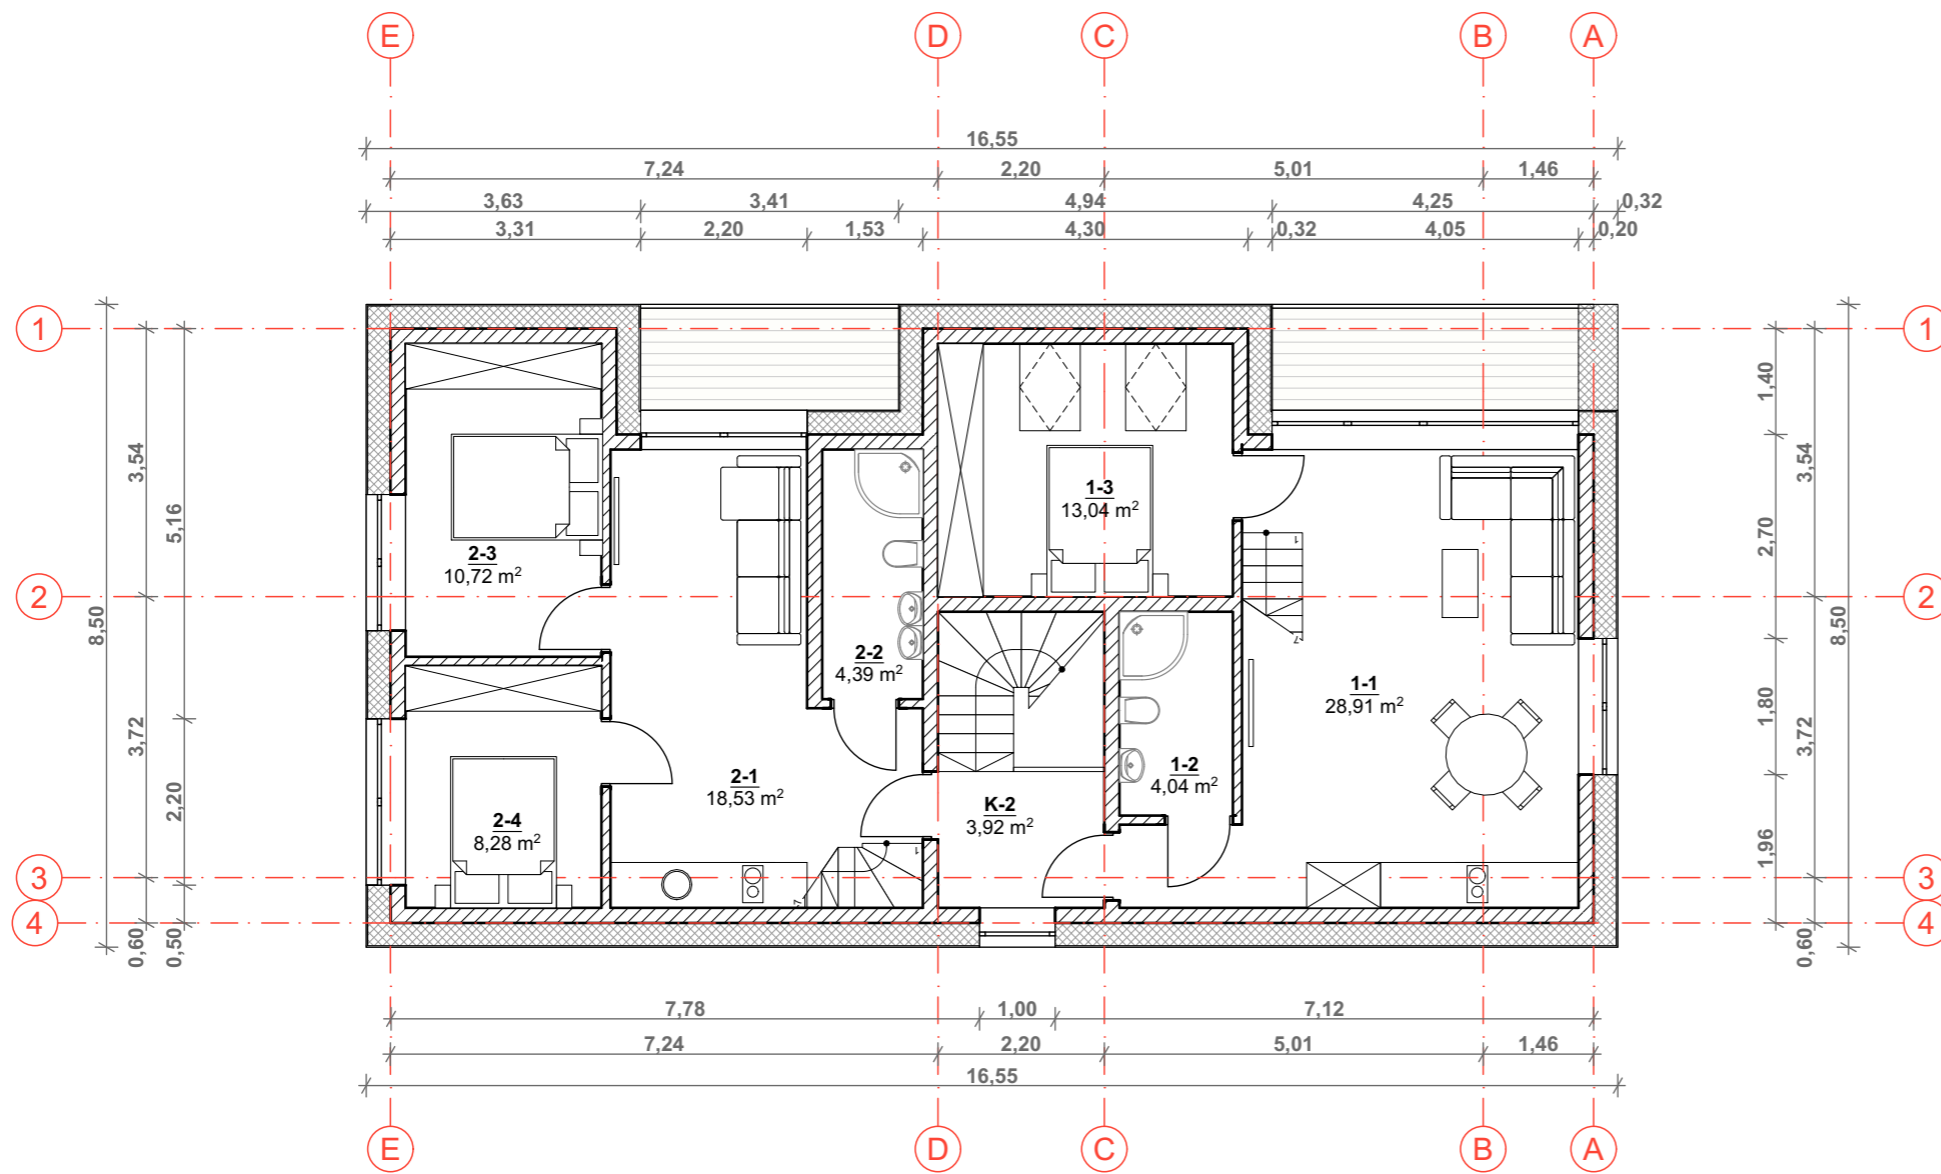 E D C B A
16,55
7,24 2,20 5,01 1,46
3,63 3,41 4,94 4,25 0,32
3,31 2,20 1,53 4,30 0,32 4,05 0,20
1 1
2 2
3 3
4 4
8,50 3,54 3,72 0,60 5,16 2,20 0,50
1,40 2,70 1,80 1,96 3,54 3,72 0,60 8,50
1-3
13,04 m²
2-3
10,72 m²
1
7
2-2
4,39 m²
1-1
28,91 m²
2-1
18,53 m²
1-2
4,04 m²
K-2
3,92 m²
2-4
8,28 m²
1
7
7,78 1,00 7,12
7,24 2,20 5,01 1,46
16,55
E D C B A